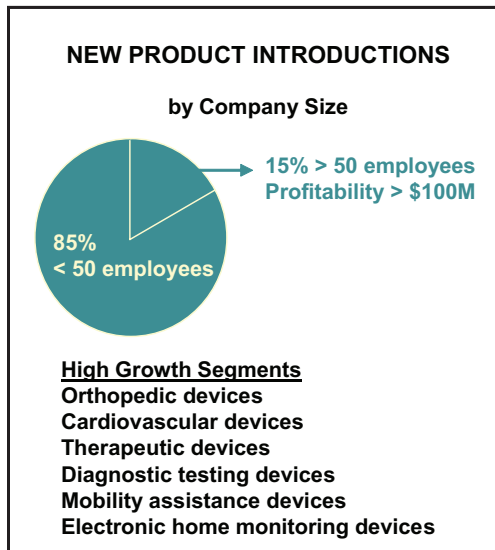 NEW PRODUCT INTRODUCTIONS
by Company Size
15% > 50 employees
Profitability > $100M
85%
< 50 employees
High Growth Segments
Orthopedic devices
Cardiovascular devices
Therapeutic devices
Diagnostic testing devices
Mobility assistance devices
Electronic home monitoring devices